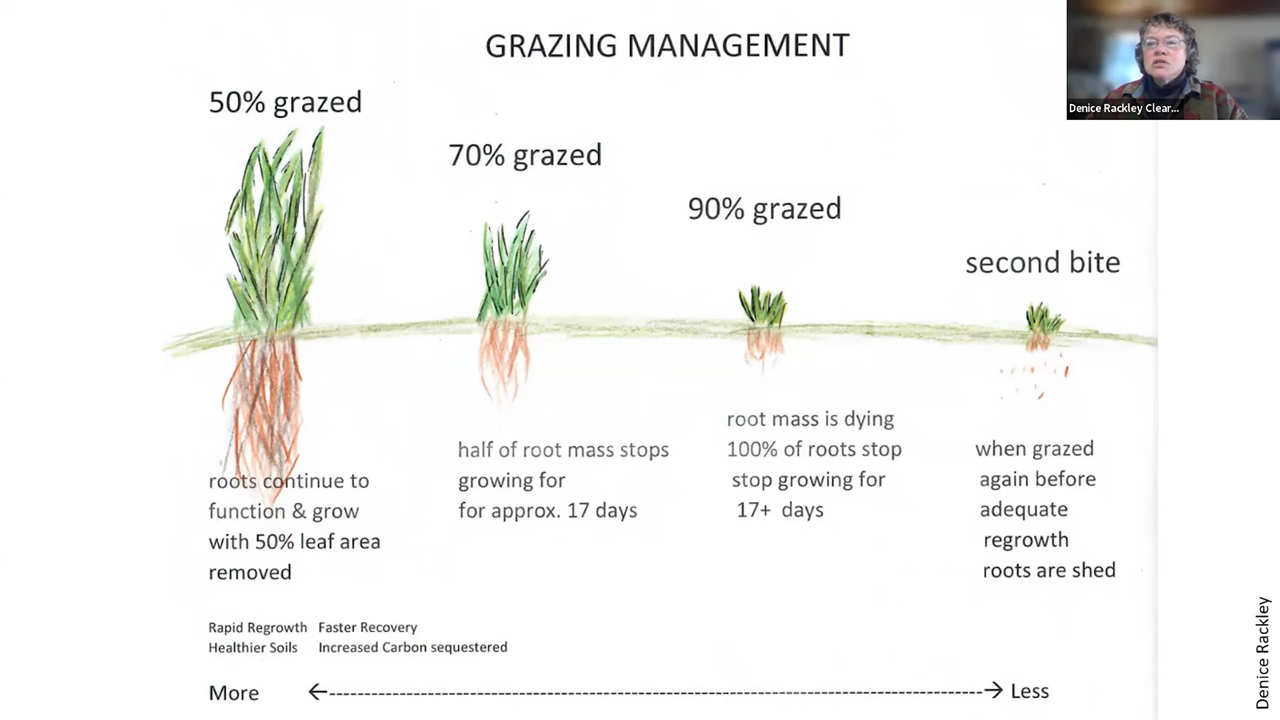 GRAZING MANAGEMENT
Denice Rackley Clear...
50% grazed
70% grazed
90% grazed
second bite
roots continue to
function & grow
with 50% leaf area
removed
half of root mass stops
growing for
for approx. 17 days
root mass is dying
100% of roots stop
stop growing for
17+ days
when grazed
again before
adequate
regrowth
roots are shed
Rapid Regrowth Faster Recovery
Healthier Soils Increased Carbon sequestered
More Less
Denice Rackley